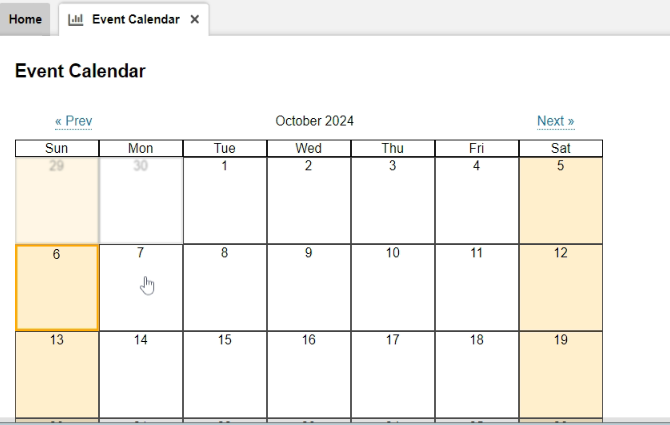 Home Event Calendar
Event Calendar
« Prev October 2024 Next »
Sun Mon Tue Wed Thu Fri Sat
29 30 1 2 3 4 5
6 7 8 9 10 11 12
13 14 15 16 17 18 19